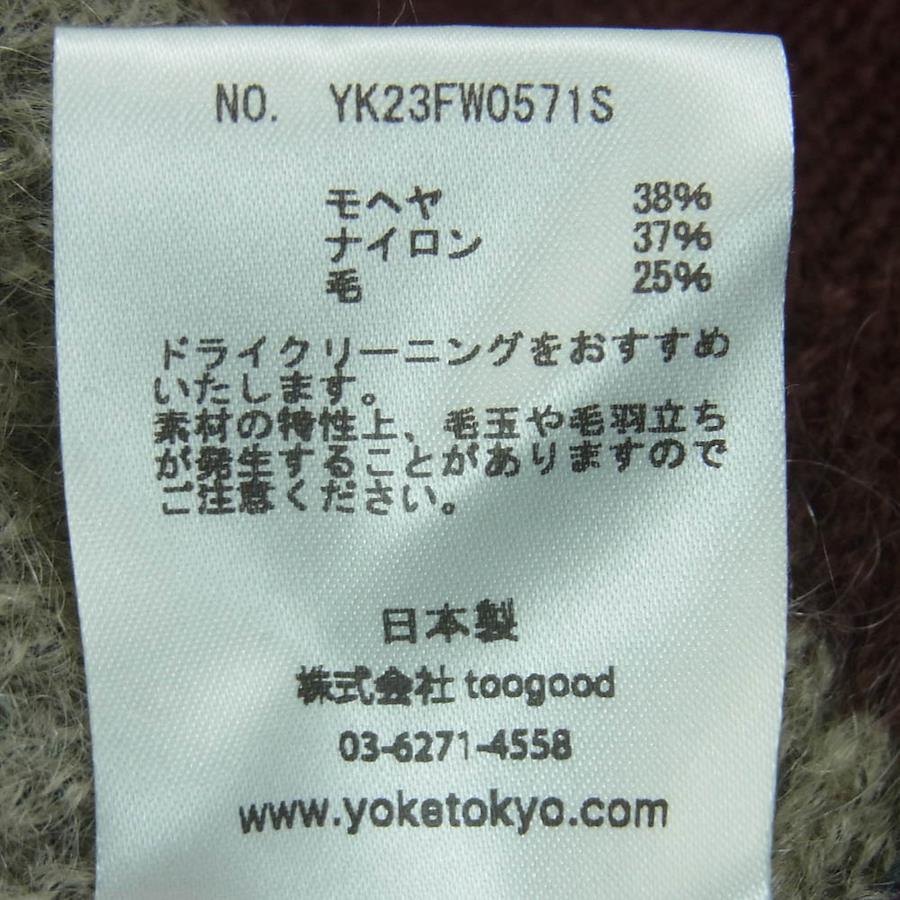 NO. YK23FW0571S
モヘヤ 38%
ナイロン 37%
毛 25%
ドライクリーニングをおすすめ
いたします。
素材の特性上、毛玉や毛羽立ち
が発生することがありますので
ご注意ください。
日本製
株式会社 toogood
03-6271-4558
www.yoketokyo.com